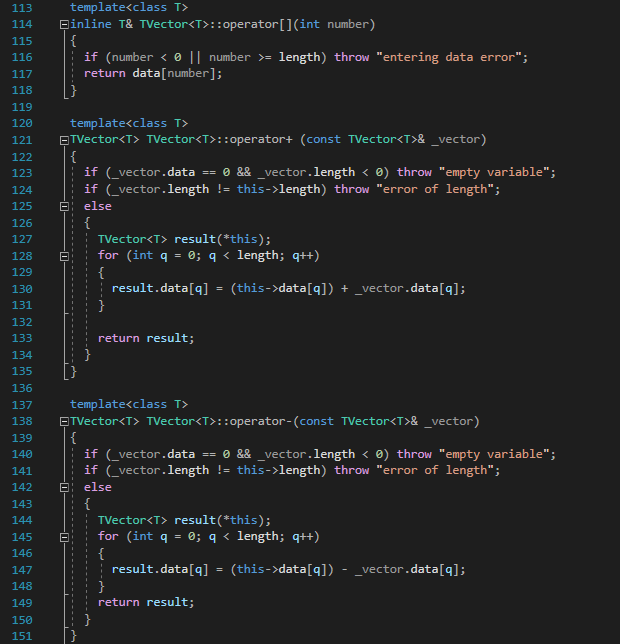 113 template<class T>
114 inline T& TVector<T>::operator[](int number)
115 {
116 if (number < 0 || number >= length) throw "entering data error";
117 return data[number];
118 }
119
120 template<class T>
121 TVector<T> TVector<T>::operator+ (const TVector<T>& _vector)
122 {
123 if (_vector.data == 0 && _vector.length < 0) throw "empty variable";
124 if (_vector.length != this->length) throw "error of length";
125 else
126 {
127 TVector<T> result(*this);
128 for (int q = 0; q < length; q++)
129 {
130 result.data[q] = (this->data[q]) + _vector.data[q];
131 }
132
133 return result;
134 }
135 }
136
137 template<class T>
138 TVector<T> TVector<T>::operator-(const TVector<T>& _vector)
139 {
140 if (_vector.data == 0 && _vector.length < 0) throw "empty variable";
141 if (_vector.length != this->length) throw "error of length";
142 else
143 {
144 TVector<T> result(*this);
145 for (int q = 0; q < length; q++)
146 {
147 result.data[q] = (this->data[q]) - _vector.data[q];
148 }
149 return result;
150 }
151 }